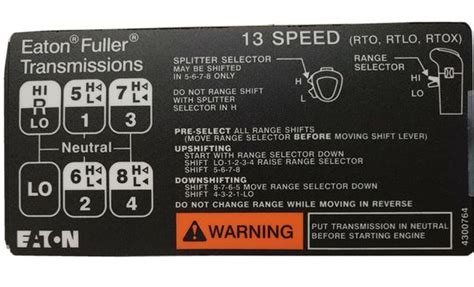 Eaton® Fuller®
Transmissions
13 SPEED (RTO, RTLO, RTOX)
SPLITTER SELECTOR
MAY BE SHIFTED
IN 5-6-7-8 ONLY
DO NOT RANGE SHIFT
WITH SPLITTER
SELECTOR IN H
H
L
RANGE
SELECTOR
HI
LO
HI
R
LO
5 H
L
1
7 H
L
3
Neutral
LO
6 H
L
2
8 H
L
4
PRE-SELECT ALL RANGE SHIFTS
(MOVE RANGE SELECTOR BEFORE MOVING SHIFT LEVER)
UPSHIFTING
START WITH RANGE SELECTOR DOWN
SHIFT LO-1-2-3-4 RAISE RANGE SELECTOR
SHIFT 5-6-7-8
DOWNSHIFTING
SHIFT 8-7-6-5 MOVE RANGE SELECTOR DOWN
SHIFT 4-3-2-1-LO
DO NOT CHANGE RANGE WHILE MOVING IN REVERSE
EATON
WARNING
PUT TRANSMISSION IN NEUTRAL
BEFORE STARTING ENGINE
4300764